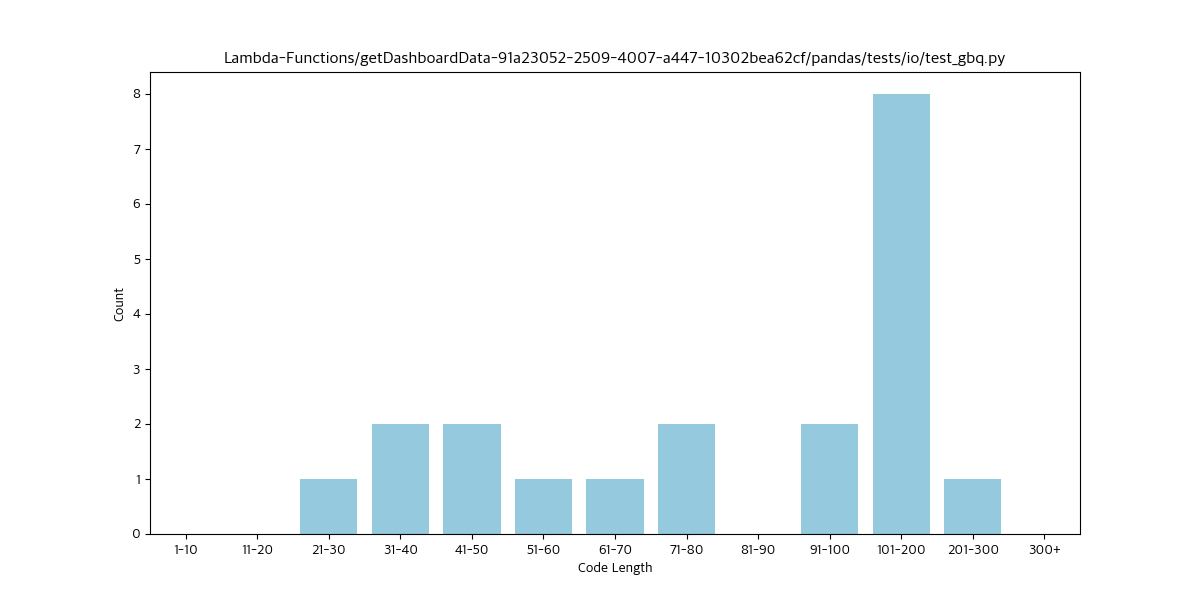 Lambda-Functions/getDashboardData-91a23052-2509-4007-a447-10302bea62cf/pandas/tests/io/test_gbq.py
8
7
6
5
4
3
2
1
0
Count
1-10 11-20 21-30 31-40 41-50 51-60 61-70 71-80 81-90 91-100 101-200 201-300 300+
Code Length